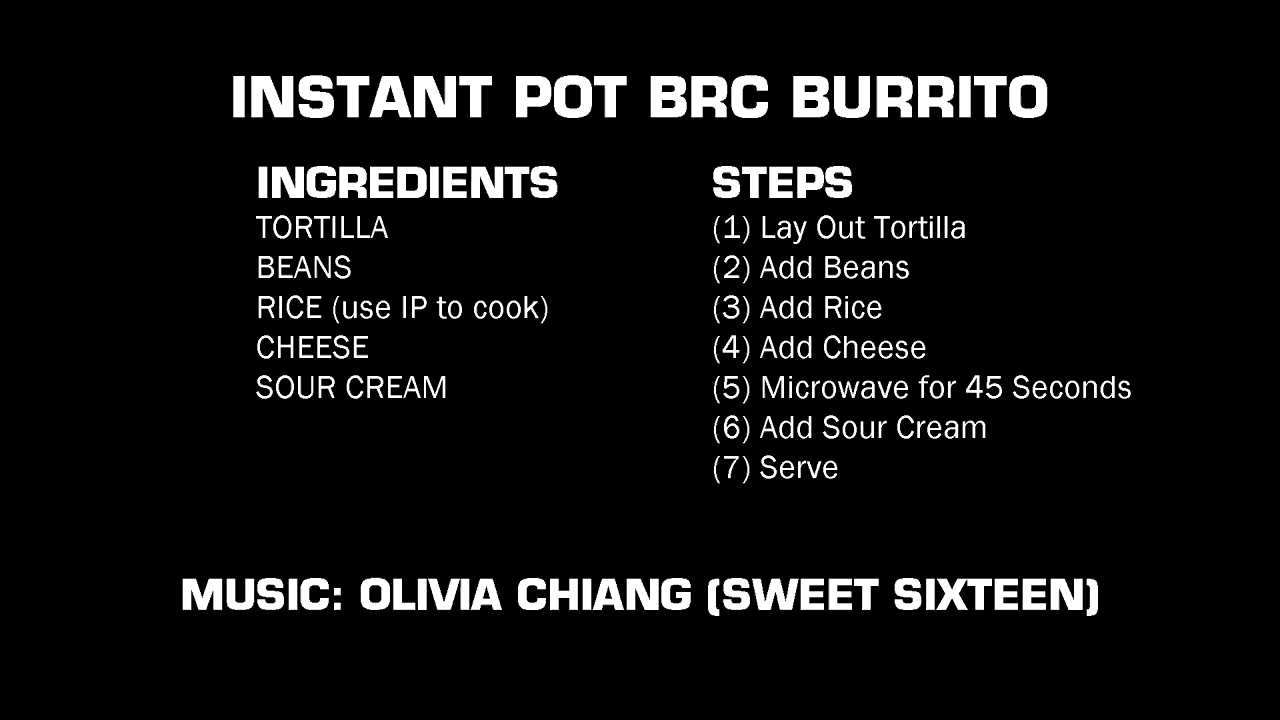 INSTANT POT BRC BURRITO
INGREDIENTS
TORTILLA
BEANS
RICE (use IP to cook)
CHEESE
SOUR CREAM
STEPS
(1) Lay Out Tortilla
(2) Add Beans
(3) Add Rice
(4) Add Cheese
(5) Microwave for 45 Seconds
(6) Add Sour Cream
(7) Serve
MUSIC: OLIVIA CHIANG (SWEET SIXTEEN)